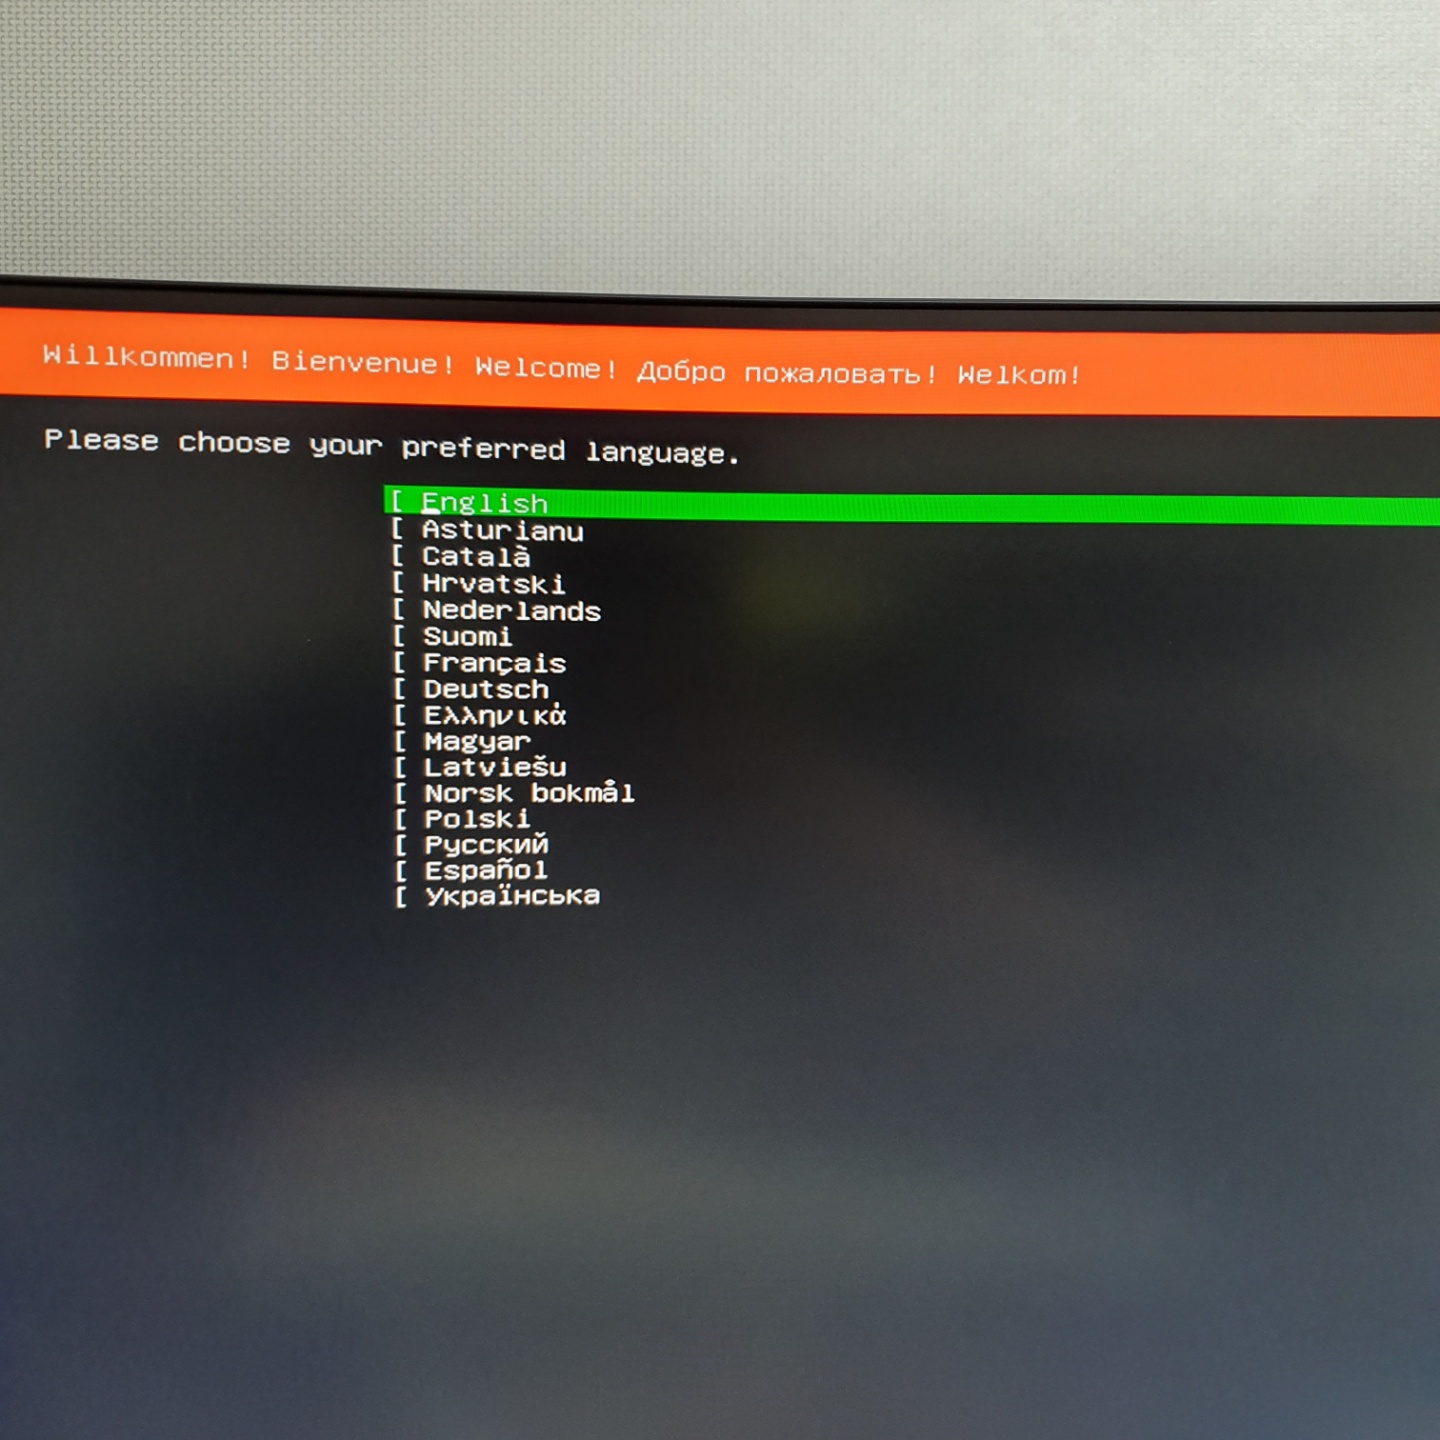 Willkommen! Bienvenue! Welcome! Добро пожаловать! Welkom!
Please choose your preferred language.
[ English
[ Asturianu
[ Català
[ Hrvatski
[ Nederlands
[ Suomi
[ Français
[ Deutsch
[ Ελληνικά
[ Magyar
[ Latviešu
[ Norsk bokmål
[ Polski
[ Русский
[ Español
[ Українська